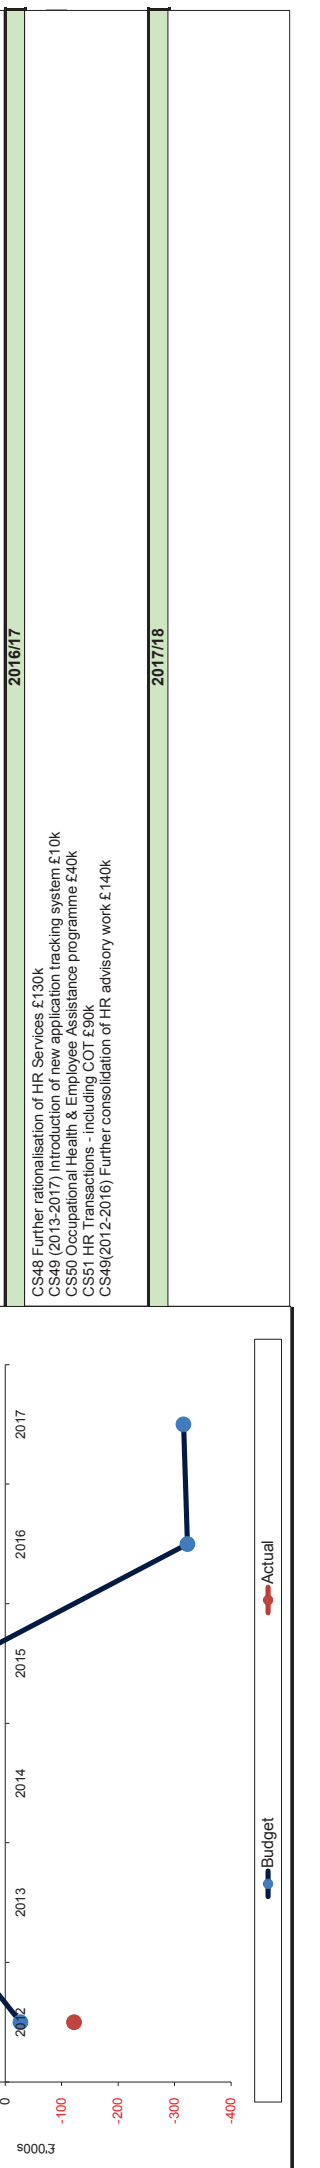 2016/17
CS48 Further rationalisation of HR Services £130k
CS49 (2013-2017) Introduction of new application tracking system £10k
CS50 Occupational Health & Employee Assistance programme £40k
CS51 HR Transactions - including COT £90k
CS49(2012-2016) Further consolidation of HR advisory work £140k
2017/18
£'000s
0
-100
-200
-300
-400
2012
2013
2014
2015
2016
2017
Budget
Actual